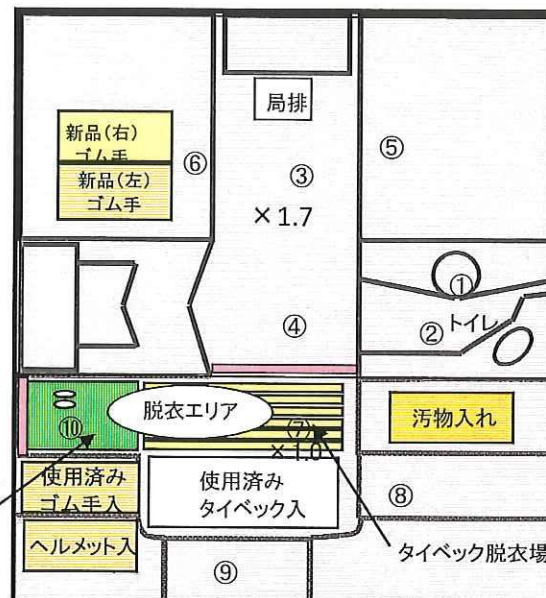 局排
新品(右)
ゴム手
新品(左)
ゴム手
⑥
③
⑤
×1.7
①
④
②
トイレ
脱衣エリア
⑩
⑦
×1.0
汚物入れ
使用済み
ゴム手入
使用済み
タイベック入
⑧
ヘルメット入
タイベック脱衣場
⑨